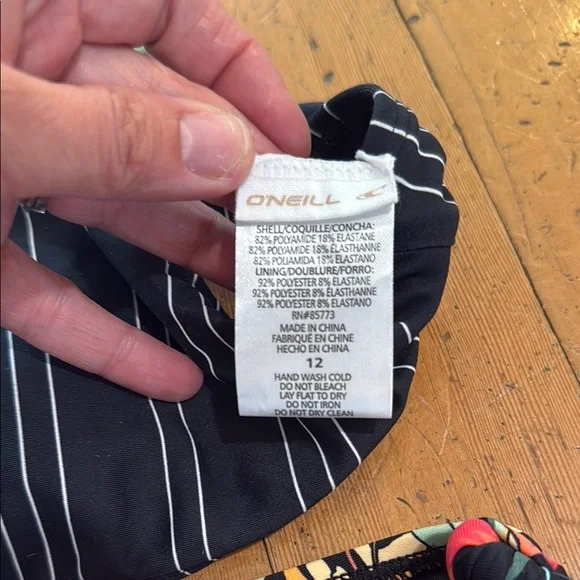 O'NEILL
SHELL/COQUILLE/CONCHA:
82% POLYAMIDE 18% ELASTANE
82% POLYAMIDE 18% ELASTHANNE
82% POLIAMIDA 18% ELASTANO
LINING/DOUBLURE/FORRO:
92% POLYESTER 8% ELASTANE
92% POLYESTER 8% ELASTHANNE
92% POLYESTER 8% ELASTANO
RN#85773
MADE IN CHINA
FABRIQUÉ EN CHINE
HECHO EN CHINA
12
HAND WASH COLD
DO NOT BLEACH
LAY FLAT TO DRY
DO NOT IRON
DO NOT DRY CLEAN